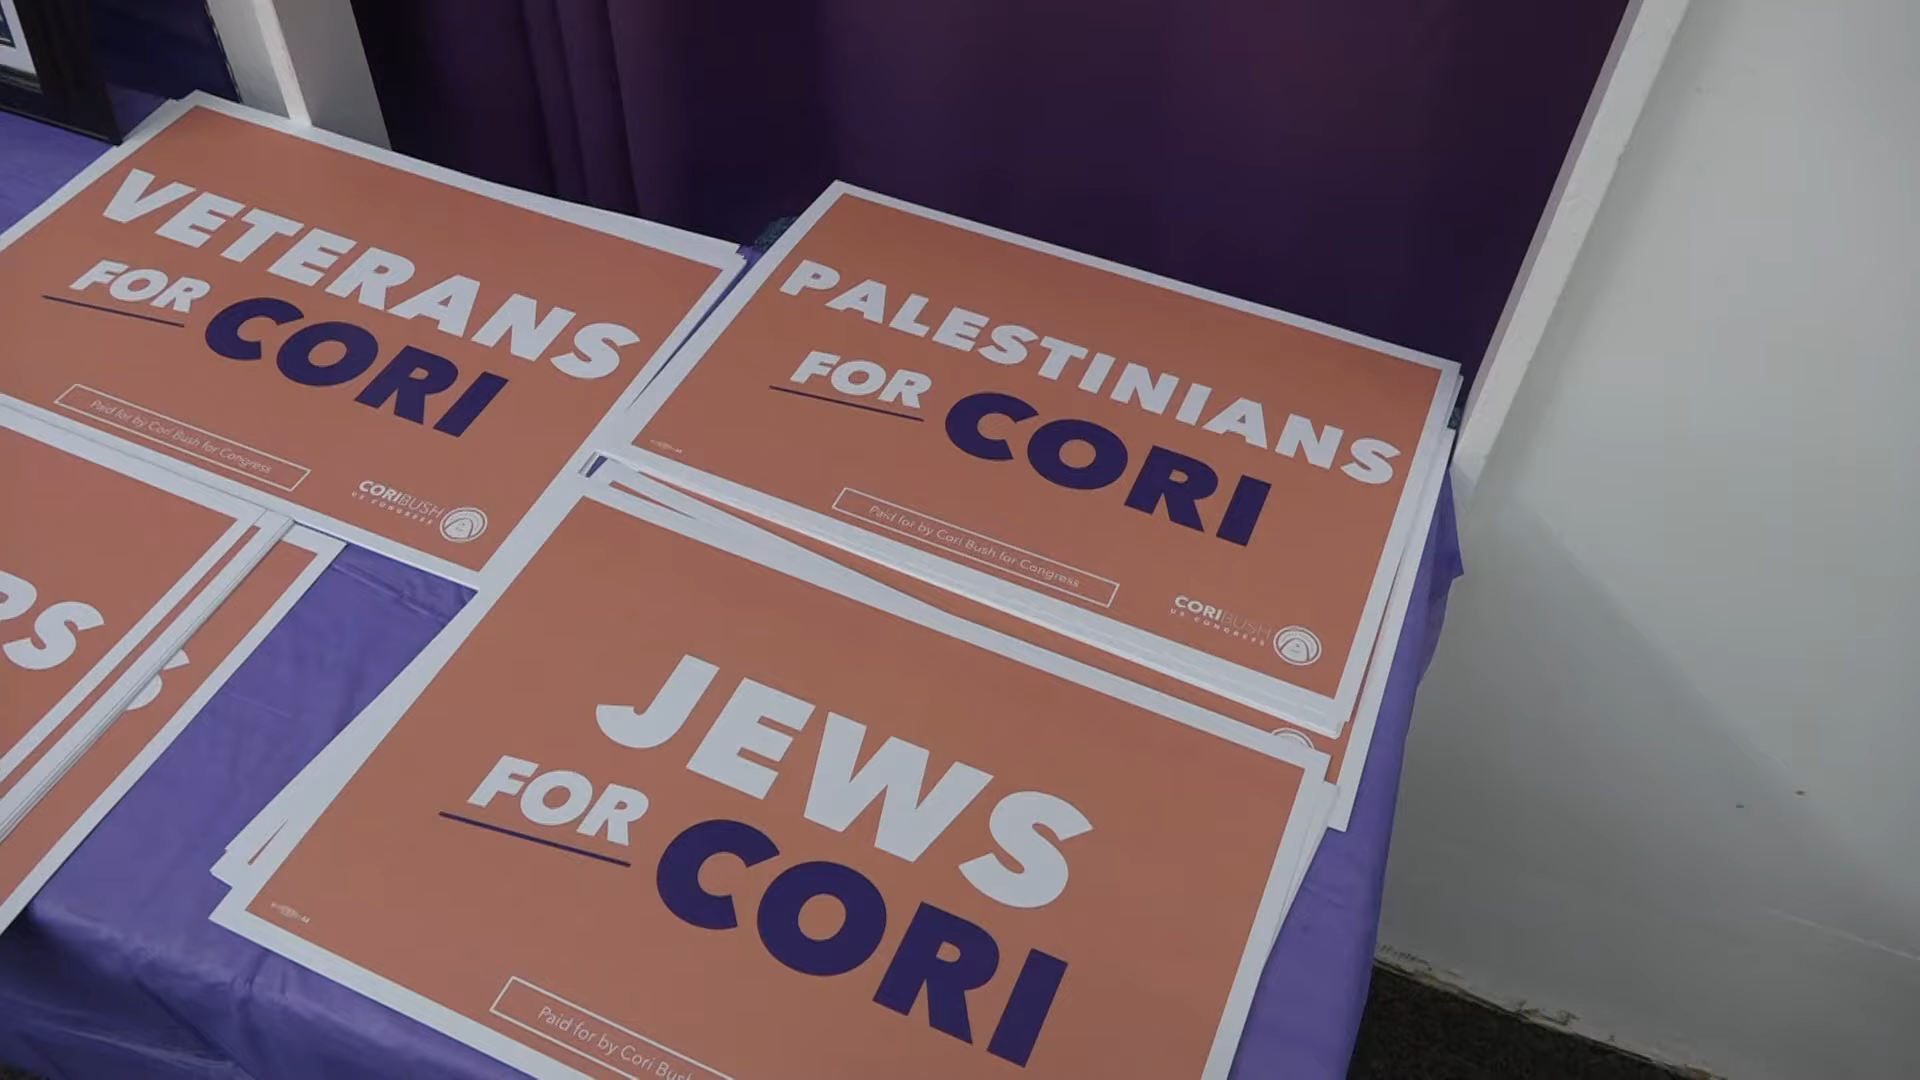 VETERANS
FOR CORI
Paid for by Cori Bush for Congress
CORIBUSH
US CONGRESS
PALESTINIANS
FOR CORI
Paid for by Cori Bush for Congress
CORIBUSH
US CONGRESS
RS
S
JEWS
FOR CORI
Paid for by Cori Bush